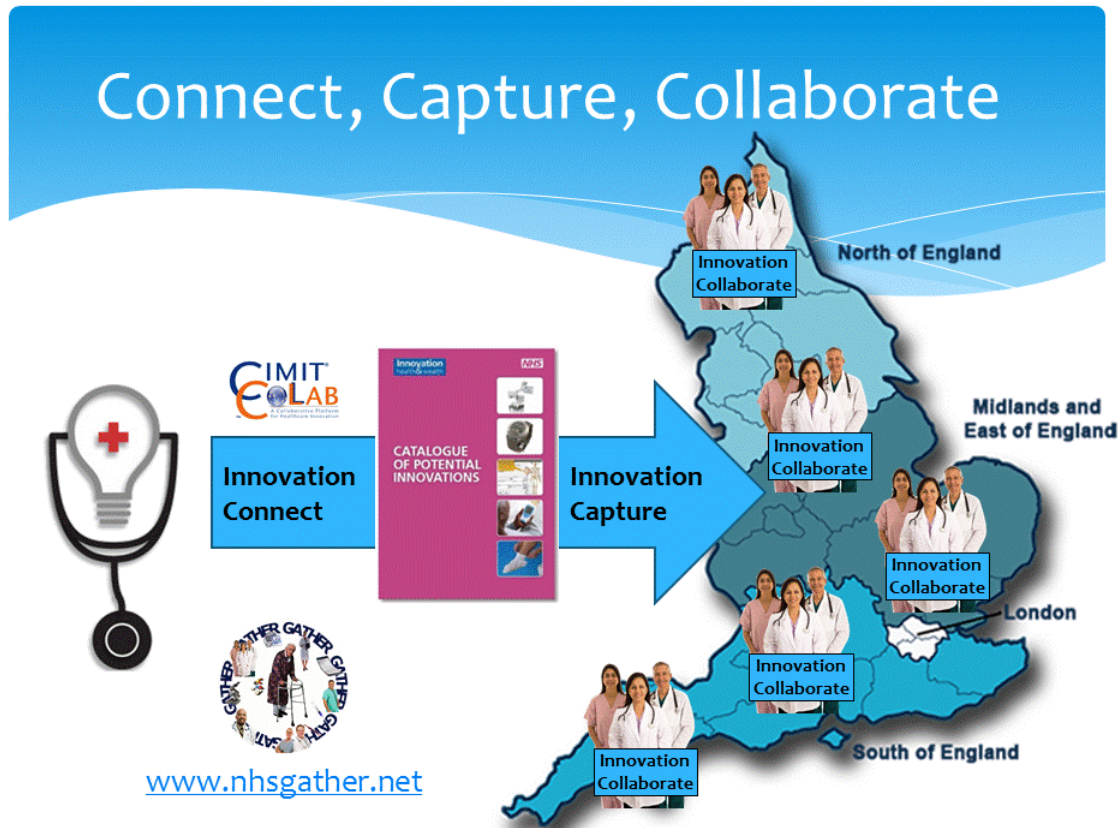 Connect, Capture, Collaborate
Innovation
Collaborate
North of England
CIMIT
CoLAB
A Collaborative Platform
for Healthcare Innovation
Innovation
health & wealth
NHS
CATALOGUE
OF POTENTIAL
INNOVATIONS
Innovation
Connect
Innovation
Capture
Innovation
Collaborate
Midlands and
East of England
Innovation
Collaborate
London
Innovation
Collaborate
GATHER GATHER GATHER GATHER GATHER
South of England
Innovation
Collaborate
www.nhsgather.net